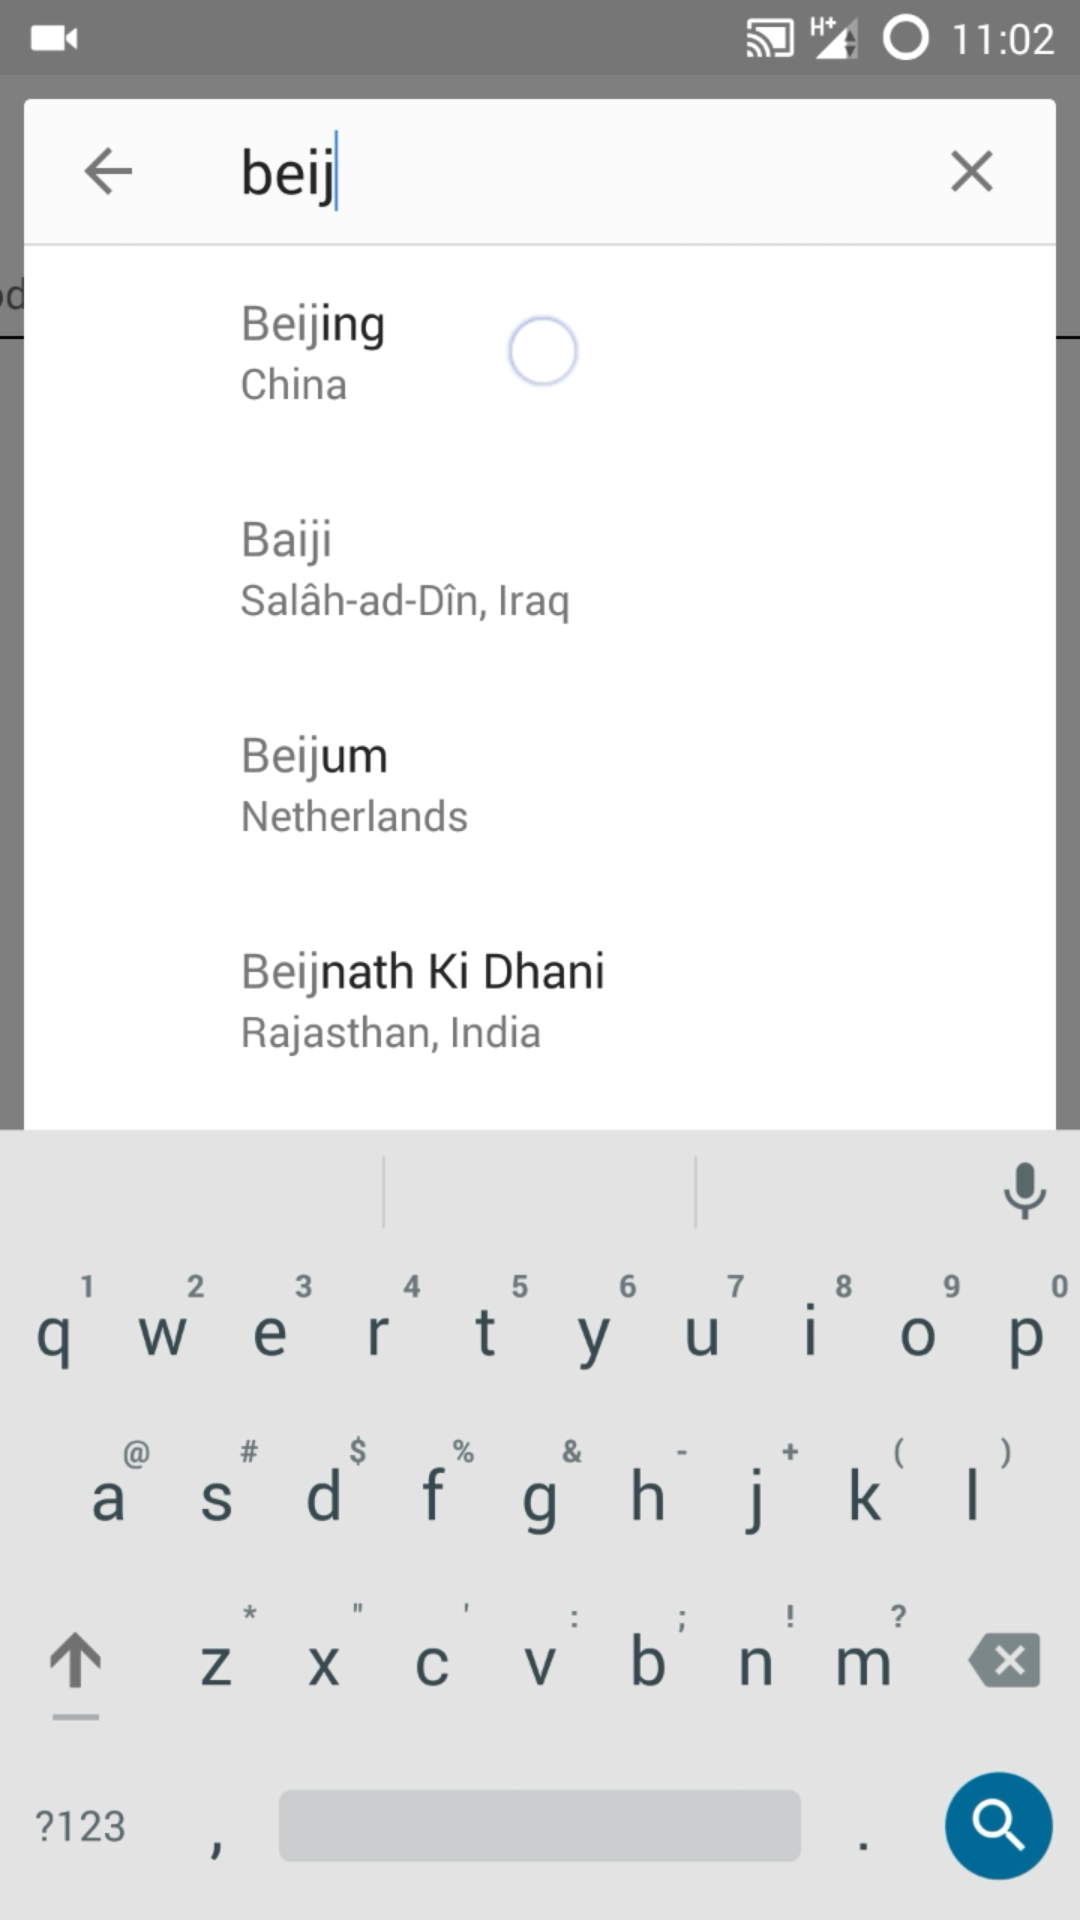 H+ 11:02
beij
od
Beijing
China
Baiji
Salâh-ad-Dîn, Iraq
Beijum
Netherlands
Beijnath Ki Dhani
Rajasthan, India
1 2 3 4 5 6 7 8 9 0
q w e r t y u i o p
@ # $ % & - + ( )
a s d f g h j k l
* " ' : ; ! ?
z x c v b n m
?123 , .